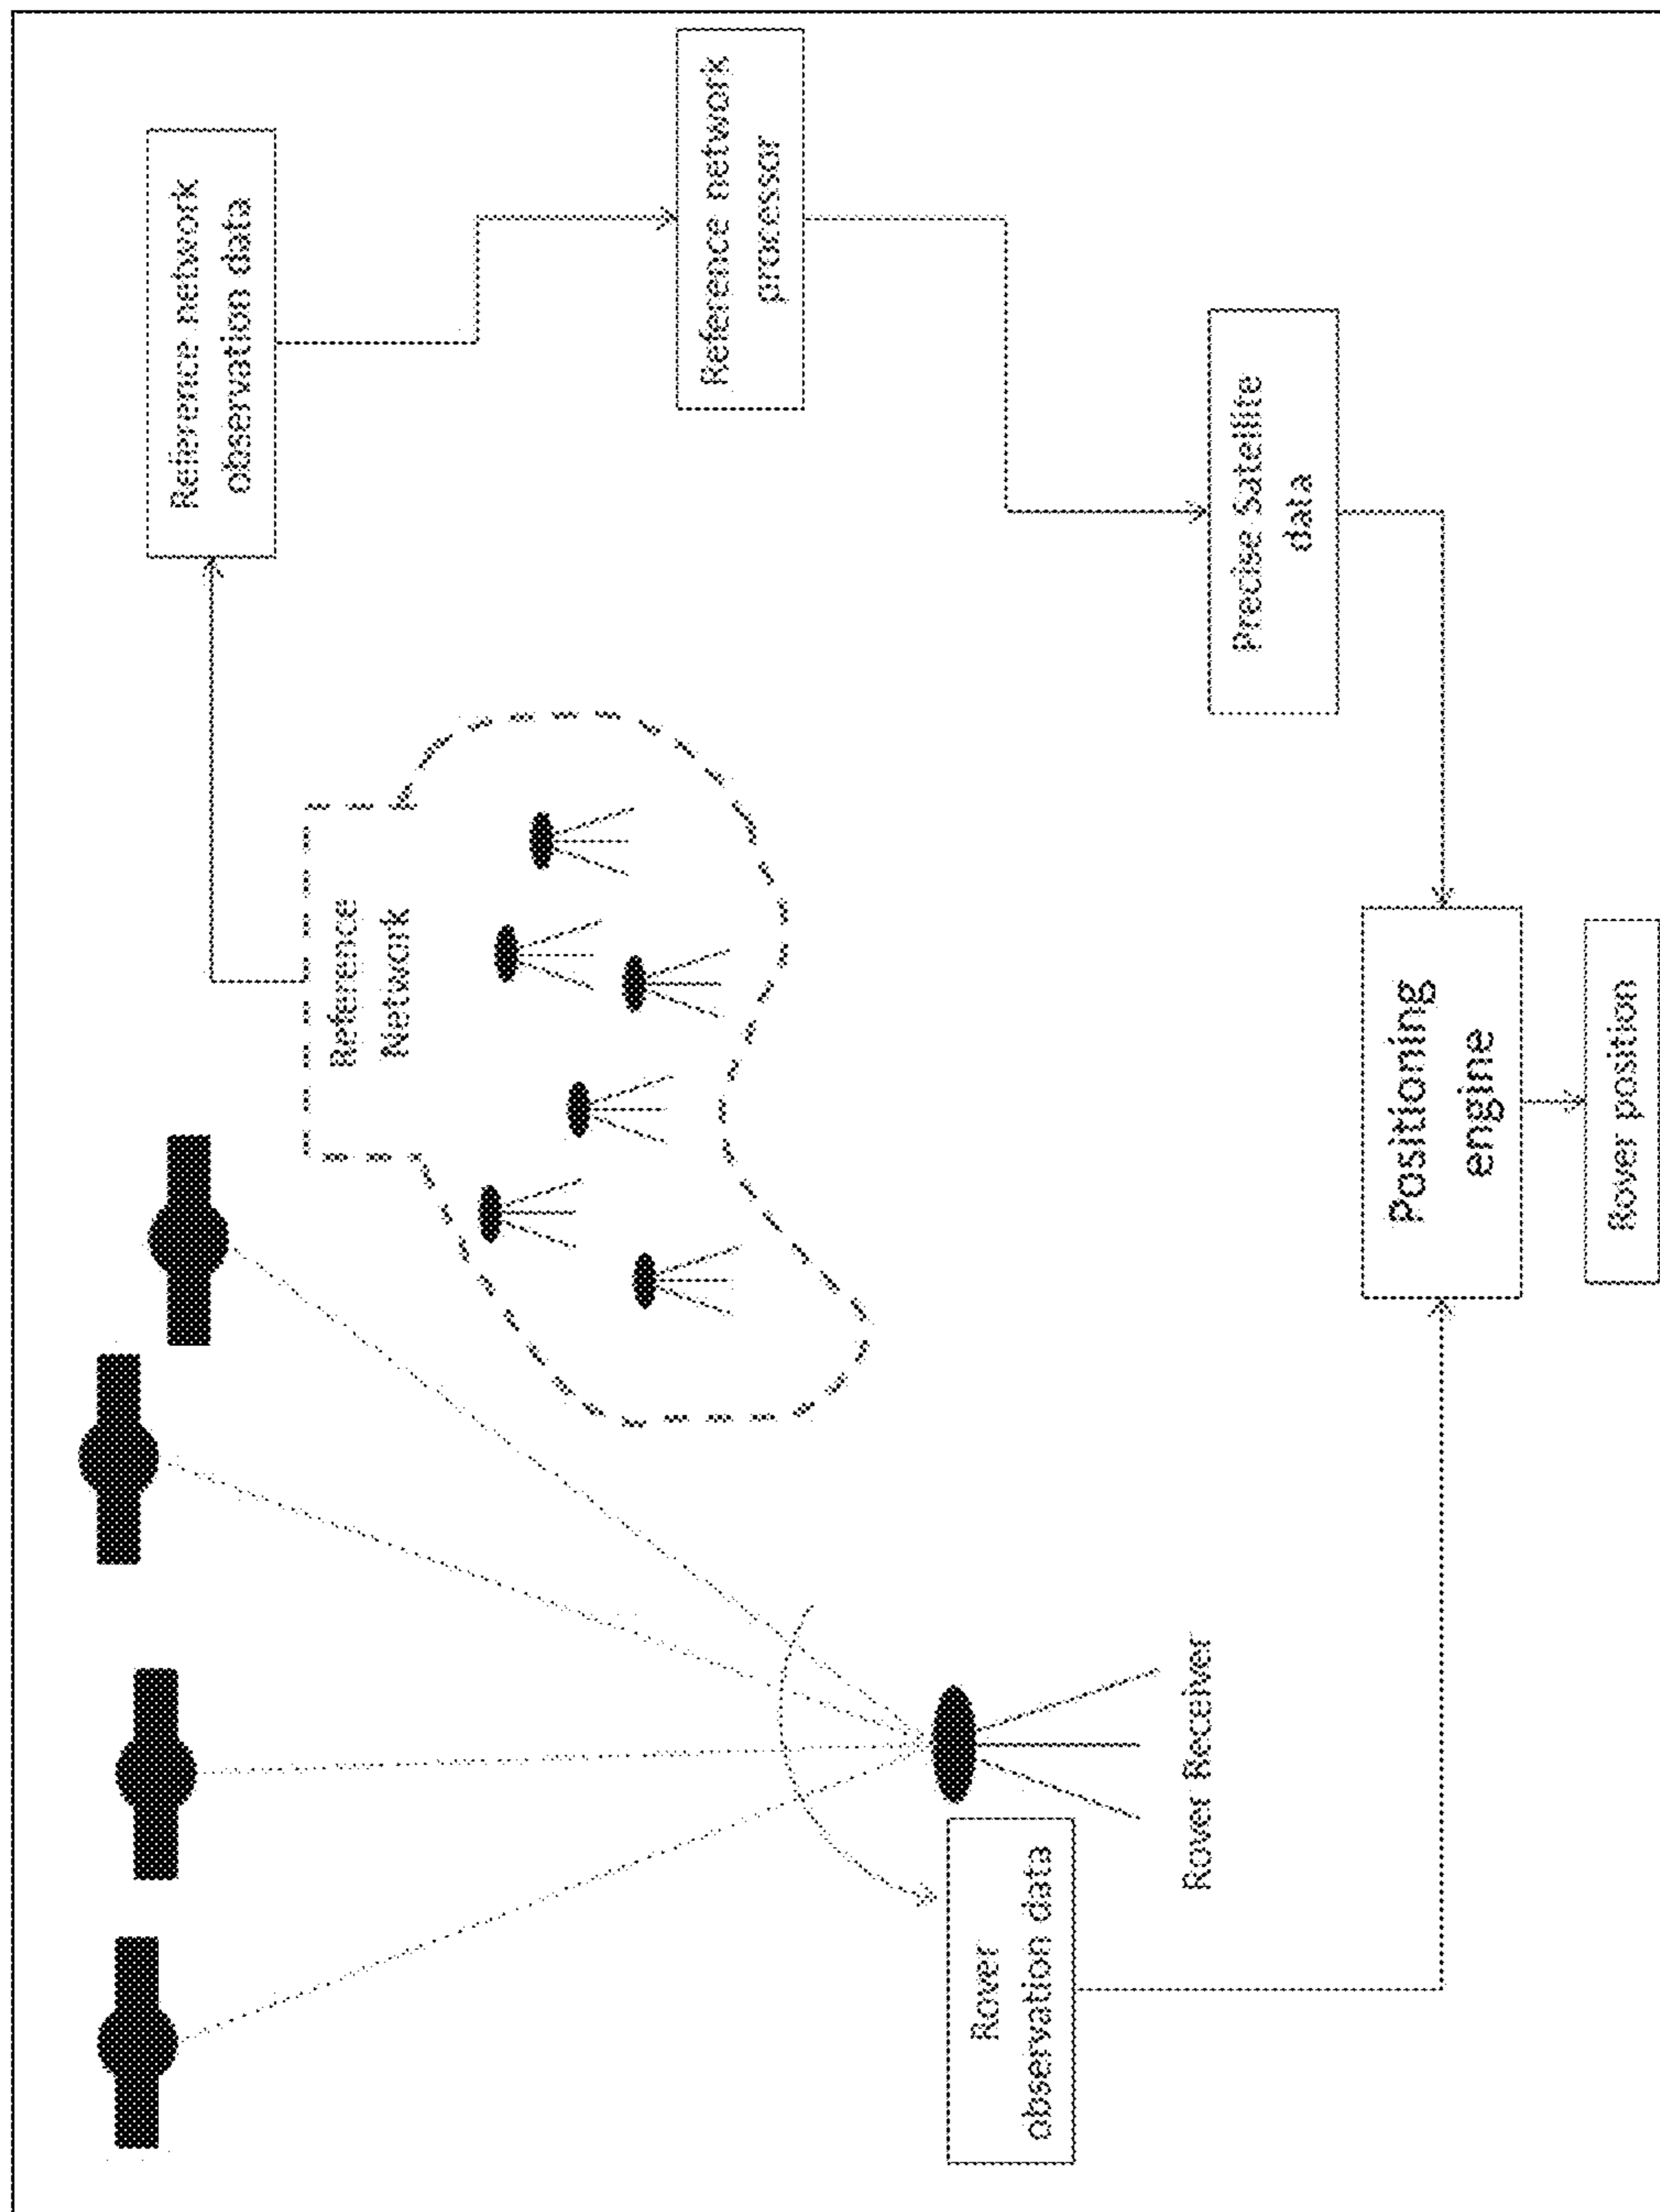 Reference network
observation data
Reference network
processor
Reference
Network
Precise Satellite
data
Positioning
engine
Rover position
Rover
observation data
Rover Receiver